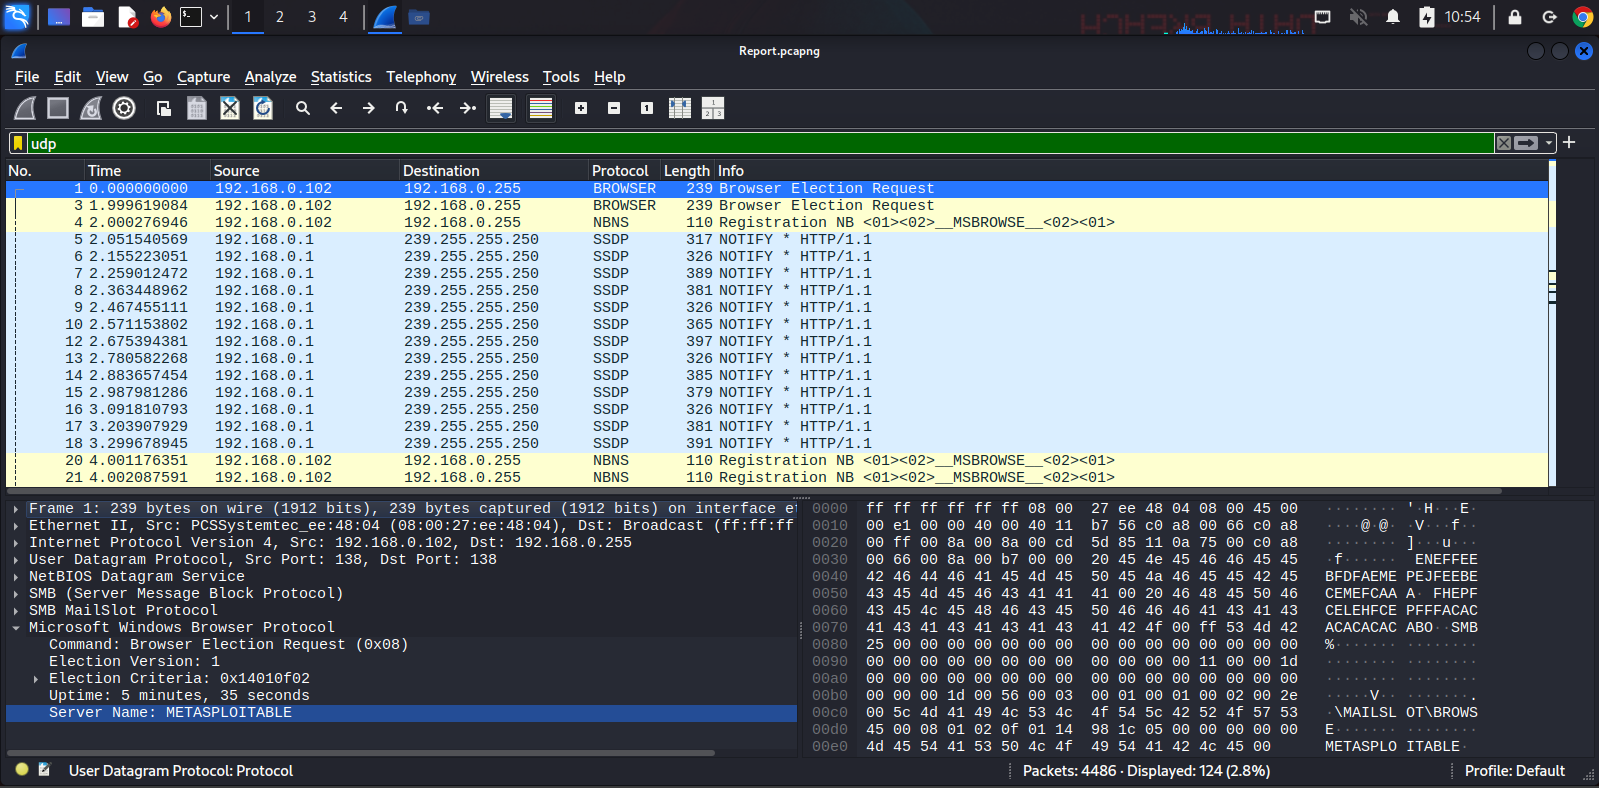 1 2 3 4 10:54
Report.pcapng
File Edit View Go Capture Analyze Statistics Telephony Wireless Tools Help
udp
No. Time Source Destination Protocol Length Info
1 0.000000000 192.168.0.102 192.168.0.255 BROWSER 239 Browser Election Request
3 1.999619084 192.168.0.102 192.168.0.255 BROWSER 239 Browser Election Request
4 2.000276946 192.168.0.102 192.168.0.255 NBNS 110 Registration NB <01><02>__MSBROWSE__<02><01>
5 2.051540569 192.168.0.1 239.255.255.250 SSDP 317 NOTIFY * HTTP/1.1
6 2.155223051 192.168.0.1 239.255.255.250 SSDP 326 NOTIFY * HTTP/1.1
7 2.259012472 192.168.0.1 239.255.255.250 SSDP 389 NOTIFY * HTTP/1.1
8 2.363448962 192.168.0.1 239.255.255.250 SSDP 381 NOTIFY * HTTP/1.1
9 2.467455111 192.168.0.1 239.255.255.250 SSDP 326 NOTIFY * HTTP/1.1
10 2.571153802 192.168.0.1 239.255.255.250 SSDP 365 NOTIFY * HTTP/1.1
12 2.675394381 192.168.0.1 239.255.255.250 SSDP 397 NOTIFY * HTTP/1.1
13 2.780582268 192.168.0.1 239.255.255.250 SSDP 326 NOTIFY * HTTP/1.1
14 2.883657454 192.168.0.1 239.255.255.250 SSDP 385 NOTIFY * HTTP/1.1
15 2.987981286 192.168.0.1 239.255.255.250 SSDP 379 NOTIFY * HTTP/1.1
16 3.091810793 192.168.0.1 239.255.255.250 SSDP 326 NOTIFY * HTTP/1.1
17 3.203907929 192.168.0.1 239.255.255.250 SSDP 381 NOTIFY * HTTP/1.1
18 3.299678945 192.168.0.1 239.255.255.250 SSDP 391 NOTIFY * HTTP/1.1
20 4.001176351 192.168.0.102 192.168.0.255 NBNS 110 Registration NB <01><02>__MSBROWSE__<02><01>
21 4.002087591 192.168.0.102 192.168.0.255 NBNS 110 Registration NB <01><02>__MSBROWSE__<02><01>
Frame 1: 239 bytes on wire (1912 bits), 239 bytes captured (1912 bits) on interface et
Ethernet II, Src: PCSSystemtec_ee:48:04 (08:00:27:ee:48:04), Dst: Broadcast (ff:ff:ff
Internet Protocol Version 4, Src: 192.168.0.102, Dst: 192.168.0.255
User Datagram Protocol, Src Port: 138, Dst Port: 138
NetBIOS Datagram Service
SMB (Server Message Block Protocol)
SMB MailSlot Protocol
Microsoft Windows Browser Protocol
Command: Browser Election Request (0x08)
Election Version: 1
Election Criteria: 0x14010f02
Uptime: 5 minutes, 35 seconds
Server Name: METASPLOITABLE
0000 ff ff ff ff ff ff 08 00 27 ee 48 04 08 00 45 00 ········ '·H···E·
0010 00 e1 00 00 40 00 40 11 b7 56 c0 a8 00 66 c0 a8 ····@·@· ·V···f··
0020 00 ff 00 8a 00 8a 00 cd 5d 85 11 0a 75 00 c0 a8 ········ ]···u···
0030 00 66 00 8a 00 b7 00 00 20 45 4e 45 46 46 45 45 ·f······ ENEFFEE
0040 42 46 44 46 41 45 4d 45 50 45 4a 46 45 45 42 45 BFDFAEME PEJFEEBE
0050 43 45 4d 45 46 43 41 41 41 00 20 46 48 45 50 46 CEMEFCAA A· FHEPF
0060 43 45 4c 45 48 46 43 45 50 46 46 46 41 43 41 43 CELEHFCE PFFFACAC
0070 41 43 41 43 41 43 41 43 41 42 4f 00 ff 53 4d 42 ACACACAC ABO··SMB
0080 25 00 00 00 00 00 00 00 00 00 00 00 00 00 00 00 %······· ········
0090 00 00 00 00 00 00 00 00 00 00 00 00 11 00 00 1d ········ ········
00a0 00 00 00 00 00 00 00 00 00 00 00 00 00 00 00 00 ········ ········
00b0 00 00 00 1d 00 56 00 03 00 01 00 01 00 02 00 2e ·····V·· ·······.
00c0 00 5c 4d 41 49 4c 53 4c 4f 54 5c 42 52 4f 57 53 ·\MAILSL OT\BROWS
00d0 45 00 08 01 02 0f 01 14 98 1c 05 00 00 00 00 00 E······· ········
00e0 4d 45 54 41 53 50 4c 4f 49 54 41 42 4c 45 00 METASPLO ITABLE·
User Datagram Protocol: Protocol
Packets: 4486 · Displayed: 124 (2.8%)
Profile: Default